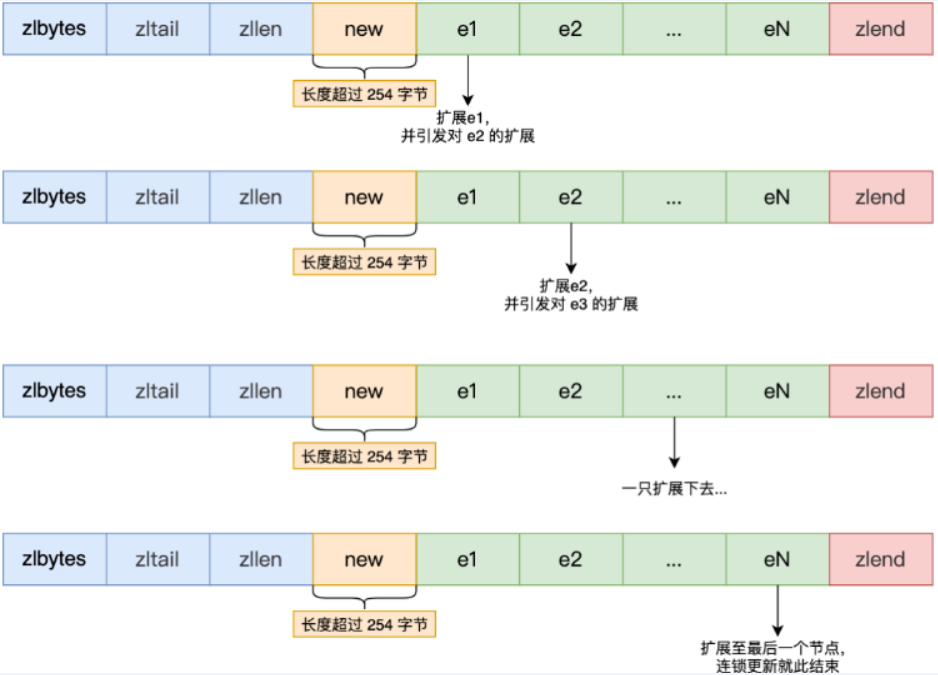 zlbytes zltail zllen new e1 e2 ... eN zlend
长度超过 254 字节
扩展e1,
并引发对 e2 的扩展
zlbytes zltail zllen new e1 e2 ... eN zlend
长度超过 254 字节
扩展e2,
并引发对 e3 的扩展
zlbytes zltail zllen new e1 e2 ... eN zlend
长度超过 254 字节
一只扩展下去...
zlbytes zltail zllen new e1 e2 ... eN zlend
长度超过 254 字节
扩展至最后一个节点,
连锁更新就此结束